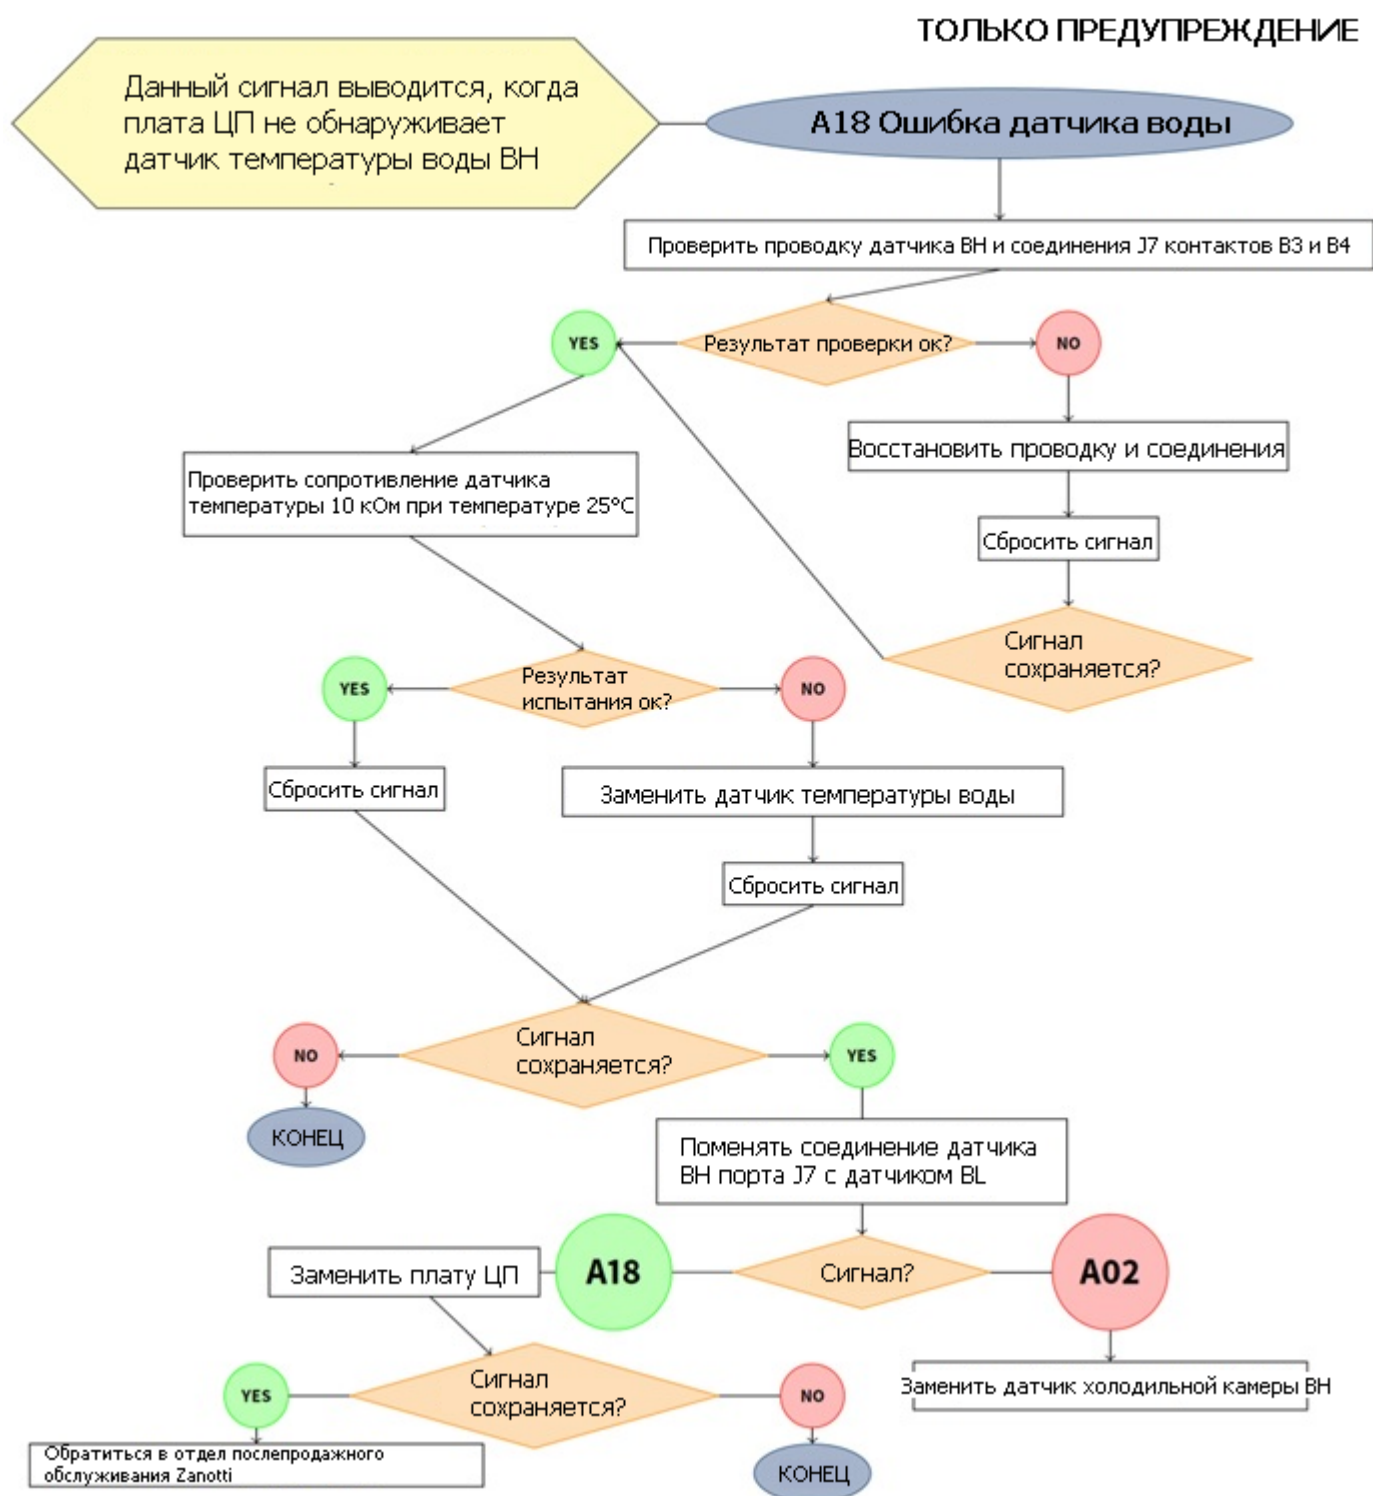 ТОЛЬКО ПРЕДУПРЕЖДЕНИЕ
Данный сигнал выводится, когда
плата ЦП не обнаруживает
датчик температуры воды ВН
А18 Ошибка датчика воды
Проверить проводку датчика ВН и соединения J7 контактов В3 и В4
YES
Результат проверки ок?
NO
Восстановить проводку и соединения
Проверить сопротивление датчика
температуры 10 кОм при температуре 25°С
Сбросить сигнал
Сигнал
сохраняется?
YES
Результат
испытания ок?
NO
Сбросить сигнал
Заменить датчик температуры воды
Сбросить сигнал
NO
Сигнал
сохраняется?
YES
КОНЕЦ
Поменять соединение датчика
ВН порта J7 с датчиком BL
Заменить плату ЦП
A18
Сигнал?
A02
YES
Сигнал
сохраняется?
NO
Заменить датчик холодильной камеры ВН
Обратиться в отдел послепродажного
обслуживания Zanotti
КОНЕЦ